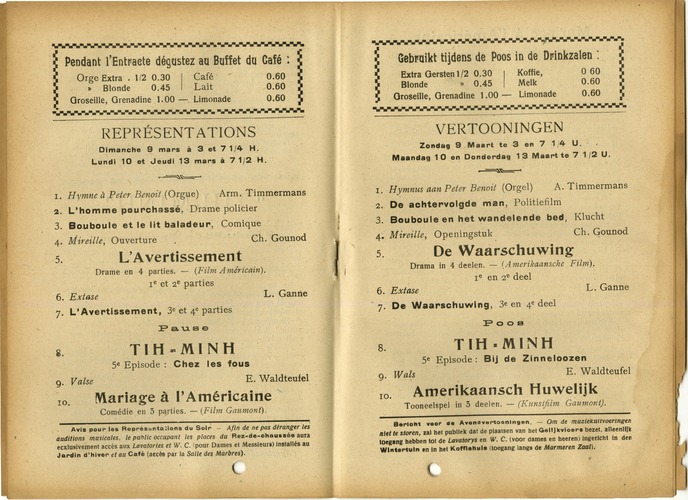 Pendant l'Entracte dégustez au Buffet du Café :
Orge Extra . 1/2 0.30 | Café 0.60
» Blonde 0.45 | Lait 0.60
Groseille, Grenadine 1.00 — Limonade 0.60
REPRÉSENTATIONS
Dimanche 9 mars à 3 et 7 1/4 H.
Lundi 10 et Jeudi 13 mars à 7 1/2 H.
1. Hymne à Peter Benoit (Orgue) Arm. Timmermans
2. L'homme pourchassé, Drame policier
3. Bouboule et le lit baladeur, Comique
4. Mireille, Ouverture Ch. Gounod
5. L'Avertissement
Drame en 4 parties. — (Film Américain).
1e et 2e parties
6. Extase L. Ganne
7. L'Avertissement, 3e et 4e parties
Pause
8. TIH-MINH
5e Episode : Chez les fous
9. Valse E. Waldteufel
10. Mariage à l'Américaine
Comédie en 3 parties. — (Film Gaumont).
Avis pour les Représentations du Soir — Afin de ne pas déranger les
auditions musicales, le public occupant les places du Rez-de-chaussée aura
exclusivement accès aux Lavatories et W. C. (pour Dames et Messieurs) installés au
Jardin d'hiver et au Café (accès par la Salle des Marbres).
Gebruikt tijdens de Poos in de Drinkzalen :
Extra Gersten 1/2 0.30 | Koffie, 0 60
Blonde » 0.45 | Melk 0.60
Groseille, Grenadine 1.00 — Limonade 0.60
VERTOONINGEN
Zondag 9 Maart te 3 en 7 1 4 U.
Maandag 10 en Donderdag 13 Maart te 7 1/2 U.
1. Hymnus aan Peter Benoit (Orgel) A. Timmermans
2. De achtervolgde man, Politiefilm
3. Bouboule en het wandelende bed, Klucht
4. Mireille, Openingstuk Ch. Gounod
5. De Waarschuwing
Drama in 4 deelen. — (Amerikaansche Film).
1e en 2e deel
6. Extase L. Ganne
7. De Waarschuwing, 3e en 4e deel
Poos
8. TIH-MINH
5e Episode : Bij de Zinneloozen
9. Wals E. Waldteufel
10. Amerikaansch Huwelijk
Tooneelspel in 3 deelen. — (Kunstfilm Gaumont).
Bericht voor de Avondvertooningen. — Om de muziekuitvoeringen
niet te storen, zal het publiek dat de plaatsen van het Gelijkvloers bezet, alleenlijk
toegang hebben tot de Lavatorys en W. C. (voor dames en heeren) ingericht in den
Wintertuin en in het Koffiehuis (toegang langs de Marmeren Zaal).